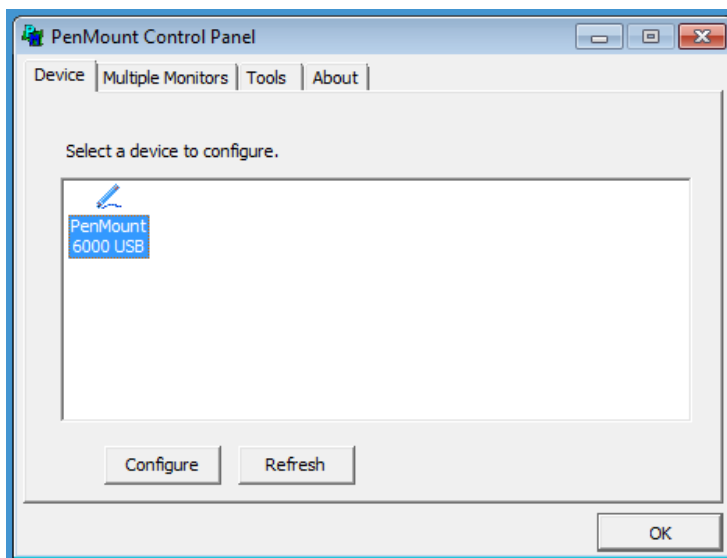 PenMount Control Panel
Device Multiple Monitors Tools About
Select a device to configure.
PenMount
6000 USB
Configure Refresh
OK